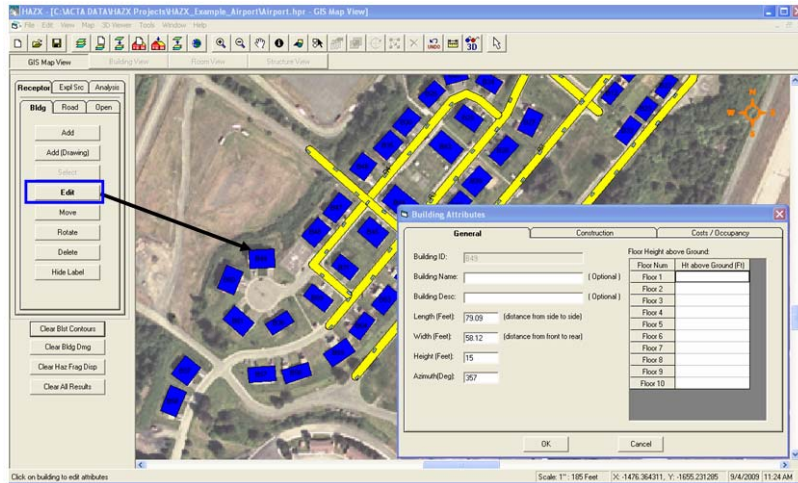 HAZX - [C:\ACTA DATA\HAZX Projects\HAZX_Example_Airport\Airport.hpr - GIS Map View]
File Edit View Map 3D Viewer Tools Window Help
UNDO 3D
GIS Map View Building View Room View Structure View
Receptor Expl Src Analysis
Bldg Road Open
Add
Add (Drawing)
Select
Edit
Move
Rotate
Delete
Hide Label
Clear Blst Contours
Clear Bldg Dmg
Clear Haz Frag Disp
Clear All Results
N
W E
S
Building Attributes
General Construction Costs / Occupancy
Building ID: 649
Building Name: ( Optional )
Building Desc: ( Optional )
Length (Feet): 79.09 (distance from side to side)
Width (Feet): 58.12 (distance from front to rear)
Height (Feet): 15
Azimuth(Deg): 357
Floor Height above Ground:
Floor Num Ht above Ground (Ft)
Floor 1
Floor 2
Floor 3
Floor 4
Floor 5
Floor 6
Floor 7
Floor 8
Floor 9
Floor 10
OK Cancel
Click on building to edit attributes Scale: 1" : 185 Feet X: -1476.364311, Y: -1655.231285 9/4/2009 11:24 AM